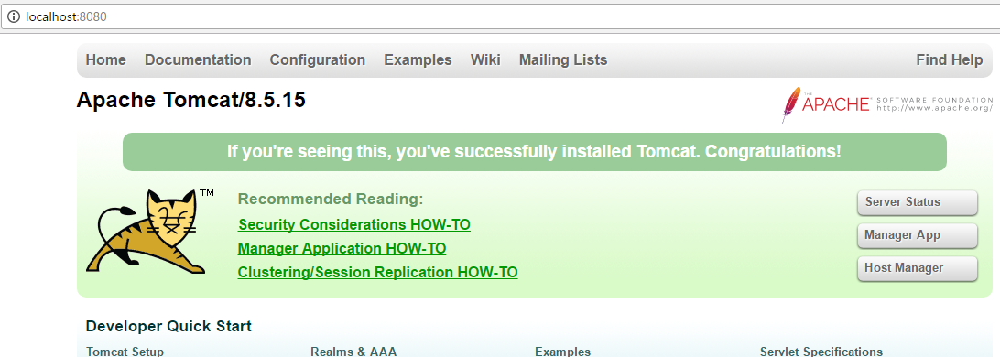 localhost:8080
Home Documentation Configuration Examples Wiki Mailing Lists Find Help
Apache Tomcat/8.5.15
THE APACHE® SOFTWARE FOUNDATION
http://www.apache.org/
If you're seeing this, you've successfully installed Tomcat. Congratulations!
TM
Recommended Reading:
Security Considerations HOW-TO
Manager Application HOW-TO
Clustering/Session Replication HOW-TO
Server Status
Manager App
Host Manager
Developer Quick Start
Tomcat Setup Realms & AAA Examples Servlet Specifications